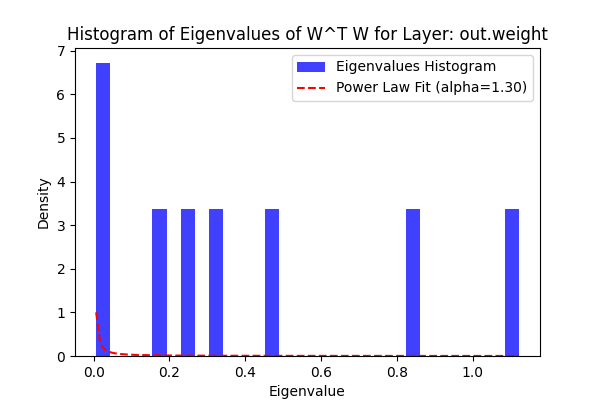 Histogram of Eigenvalues of W^T W for Layer: out.weight
Eigenvalues Histogram
Power Law Fit (alpha=1.30)
7
6
5
4
3
2
1
0
Density
0.0 0.2 0.4 0.6 0.8 1.0
Eigenvalue